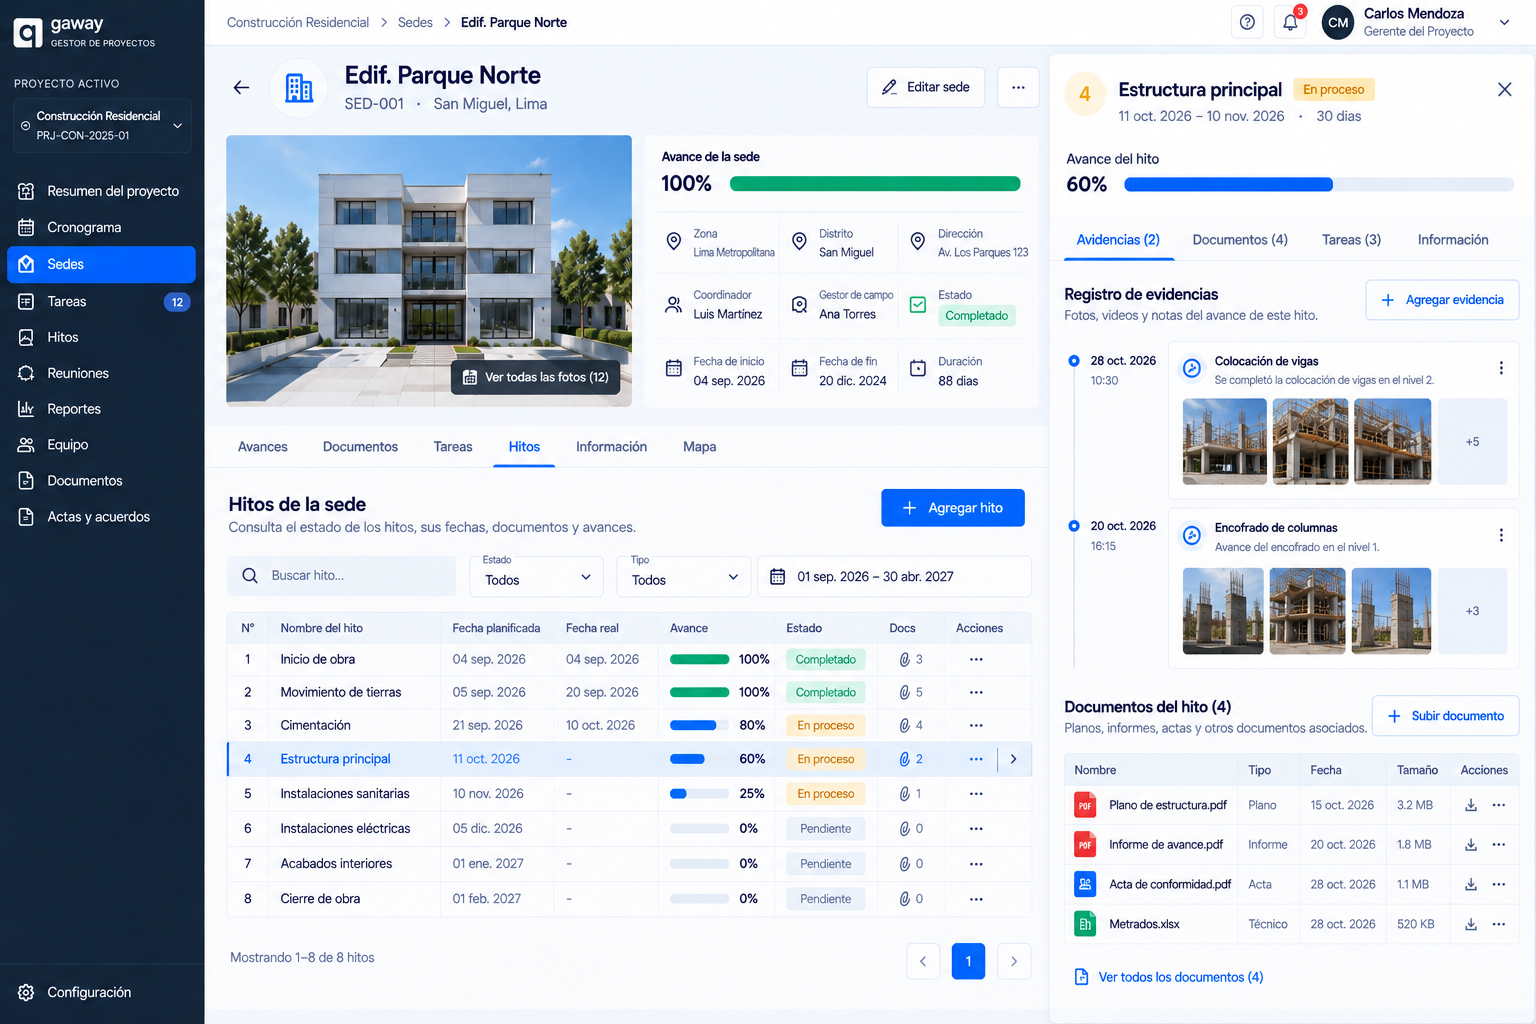 gaway
GESTOR DE PROYECTOS
PROYECTO ACTIVO
Construcción Residencial
PRJ-CON-2025-01
Resumen del proyecto
Cronograma
Sedes
Tareas 12
Hitos
Reuniones
Reportes
Equipo
Documentos
Actas y acuerdos
Configuración
Construcción Residencial > Sedes > Edif. Parque Norte
3
CM
Carlos Mendoza
Gerente del Proyecto
Edif. Parque Norte
SED-001 • San Miguel, Lima
Editar sede
Ver todas las fotos (12)
Avance de la sede
100%
Zona
Lima Metropolitana
Distrito
San Miguel
Dirección
Av. Los Parques 123
Coordinador
Luis Martínez
Gestor de campo
Ana Torres
Estado
Completado
Fecha de inicio
04 sep. 2026
Fecha de fin
20 dic. 2024
Duración
88 dias
Avances Documentos Tareas Hitos Información Mapa
Hitos de la sede
Consulta el estado de los hitos, sus fechas, documentos y avances.
+ Agregar hito
Buscar hito...
Estado
Todos
Tipo
Todos
01 sep. 2026 – 30 abr. 2027
N° Nombre del hito Fecha planificada Fecha real Avance Estado Docs Acciones
1 Inicio de obra 04 sep. 2026 04 sep. 2026 100% Completado 3
2 Movimiento de tierras 05 sep. 2026 20 sep. 2026 100% Completado 5
3 Cimentación 21 sep. 2026 10 oct. 2026 80% En proceso 4
4 Estructura principal 11 oct. 2026 - 60% En proceso 2
5 Instalaciones sanitarias 10 nov. 2026 - 25% En proceso 1
6 Instalaciones eléctricas 05 dic. 2026 - 0% Pendiente 0
7 Acabados interiores 01 ene. 2027 - 0% Pendiente 0
8 Cierre de obra 01 feb. 2027 - 0% Pendiente 0
Mostrando 1–8 de 8 hitos
1
4
Estructura principal En proceso
11 oct. 2026 – 10 nov. 2026 • 30 dias
Avance del hito
60%
Avidencias (2) Documentos (4) Tareas (3) Información
Registro de evidencias
Fotos, videos y notas del avance de este hito.
+ Agregar evidencia
28 oct. 2026
10:30
Colocación de vigas
Se completó la colocación de vigas en el nivel 2.
+5
20 oct. 2026
16:15
Encofrado de columnas
Avance del encofrado en el nivel 1.
+3
Documentos del hito (4)
Planos, informes, actas y otros documentos asociados.
+ Subir documento
Nombre Tipo Fecha Tamaño Acciones
PDF Plano de estructura.pdf Plano 15 oct. 2026 3.2 MB
PDF Informe de avance.pdf Informe 20 oct. 2026 1.8 MB
Acta de conformidad.pdf Acta 28 oct. 2026 1.1 MB
Eh Metrados.xlsx Técnico 28 oct. 2026 520 KB
Ver todos los documentos (4)